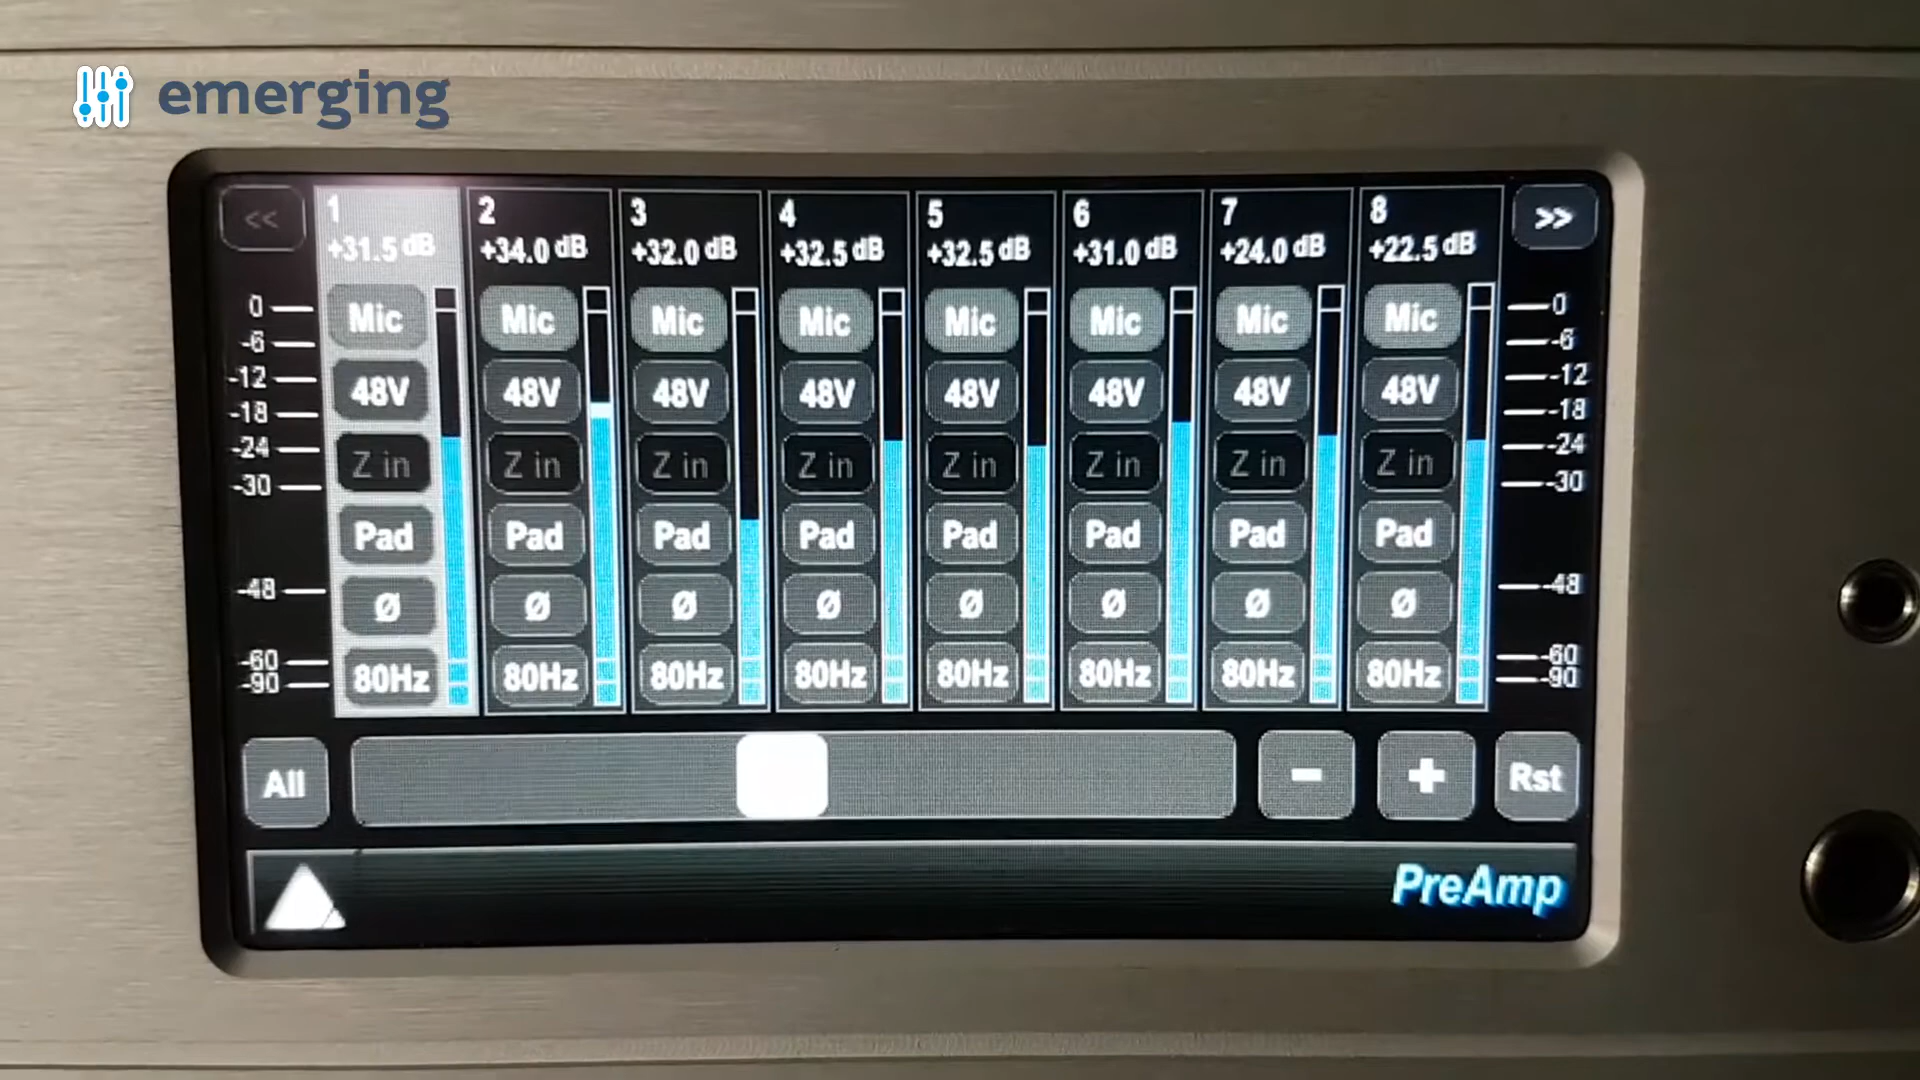 emerging
<< 1 2 3 4 5 6 7 8 >>
+31.5 dB +34.0 dB +32.0 dB +32.5 dB +32.5 dB +31.0 dB +24.0 dB +22.5 dB
0 Mic Mic Mic Mic Mic Mic Mic Mic 0
-6 -6
-12 48V 48V 48V 48V 48V 48V 48V 48V -12
-18 -18
-24 Z in Z in Z in Z in Z in Z in Z in Z in -24
-30 -30
Pad Pad Pad Pad Pad Pad Pad Pad
-48 Ø Ø Ø Ø Ø Ø Ø Ø -48
-60 80Hz 80Hz 80Hz 80Hz 80Hz 80Hz 80Hz 80Hz -60
-90 -90
All - + Rst
PreAmp